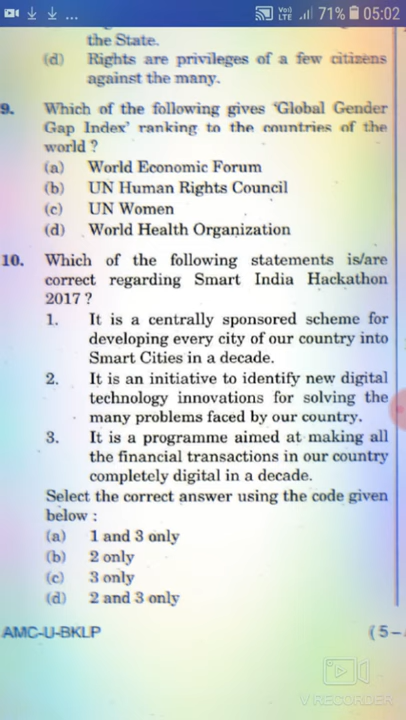 Vo) LTE 71% 05:02
the State.
(d) Rights are privileges of a few citizens
against the many.
9. Which of the following gives 'Global Gender
Gap Index' ranking to the countries of the
world ?
(a) World Economic Forum
(b) UN Human Rights Council
(c) UN Women
(d) World Health Organization
10. Which of the following statements is/are
correct regarding Smart India Hackathon
2017 ?
1. It is a centrally sponsored scheme for
developing every city of our country into
Smart Cities in a decade.
2. It is an initiative to identify new digital
technology innovations for solving the
many problems faced by our country.
3. It is a programme aimed at making all
the financial transactions in our country
completely digital in a decade.
Select the correct answer using the code given
below :
(a) 1 and 3 only
(b) 2 only
(c) 3 only
(d) 2 and 3 only
AMC-U-BKLP (5–
V RECORDER